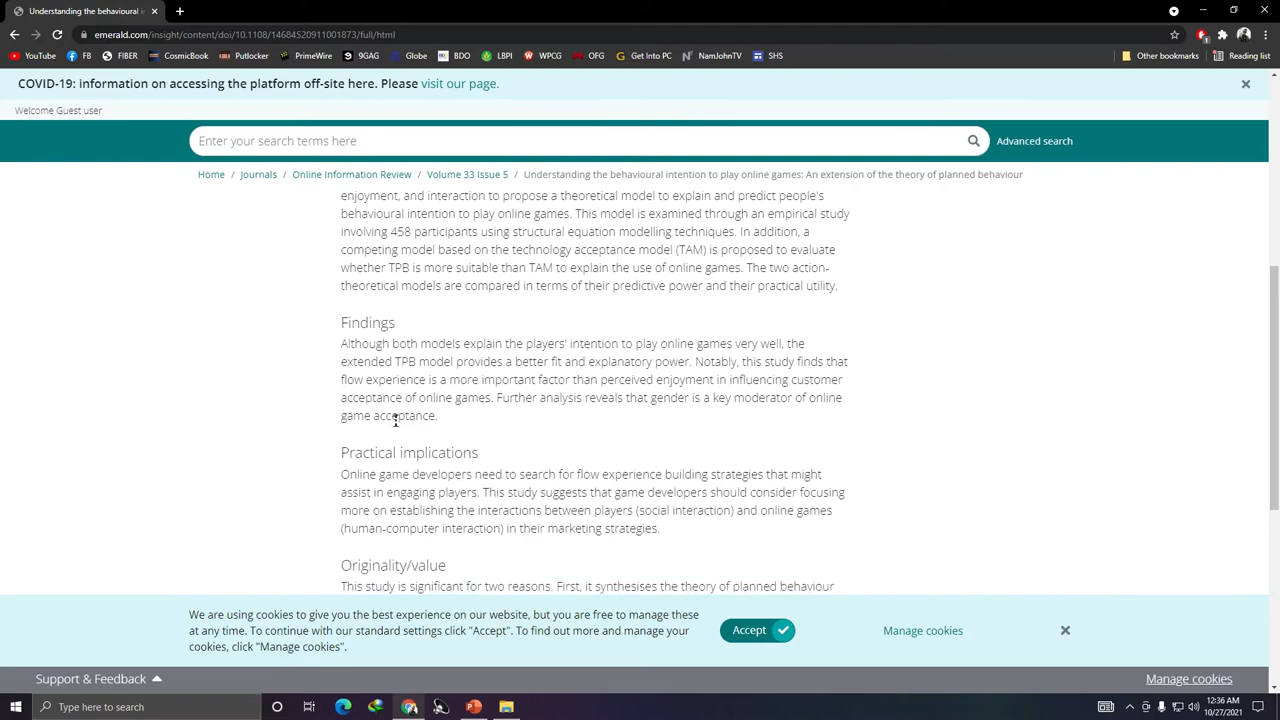 Understanding the behavioural i
emerald.com/insight/content/doi/10.1108/14684520911001873/full/html
YouTube FB FIBER CosmicBook Putlocker PrimeWire 9GAG Gmeet BDO LBPI WPCG OFG Get Into PC NamJohnTV SHS Other bookmarks Reading list
COVID-19: information on accessing the platform off-site here. Please visit our page.
Welcome Guest user
Enter your search terms here
Advanced search
Home / Journals / Online Information Review / Volume 33 Issue 5 / Understanding the behavioural intention to play online games: An extension of the theory of planned behaviour
enjoyment, and interaction to propose a theoretical model to explain and predict people's
behavioural intention to play online games. This model is examined through an empirical study
involving 458 participants using structural equation modelling techniques. In addition, a
competing model based on the technology acceptance model (TAM) is proposed to evaluate
whether TPB is more suitable than TAM to explain the use of online games. The two action-
theoretical models are compared in terms of their predictive power and their practical utility.
Findings
Although both models explain the players' intention to play online games very well, the
extended TPB model provides a better fit and explanatory power. Notably, this study finds that
flow experience is a more important factor than perceived enjoyment in influencing customer
acceptance of online games. Further analysis reveals that gender is a key moderator of online
game acceptance.
Practical implications
Online game developers need to search for flow experience building strategies that might
assist in engaging players. This study suggests that game developers should consider focusing
more on establishing the interactions between players (social interaction) and online games
(human-computer interaction) in their marketing strategies.
Originality/value
This study is significant for two reasons. First, it synthesises the theory of planned behaviour
We are using cookies to give you the best experience on our website, but you are free to manage these
at any time. To continue with our standard settings click "Accept". To find out more and manage your
cookies, click "Manage cookies".
Accept
Manage cookies
Support & Feedback
Manage cookies
Type here to search
12:36 AM
10/27/2021